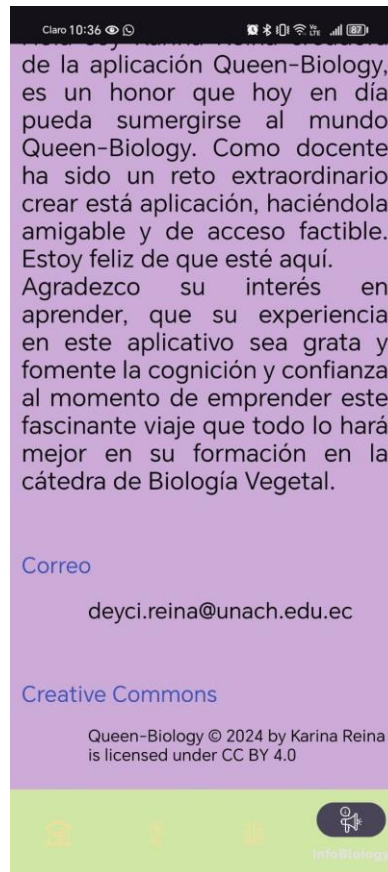 Claro 10:36
VoLTE
87
de la aplicación Queen-Biology,
es un honor que hoy en día
pueda sumergirse al mundo
Queen-Biology. Como docente
ha sido un reto extraordinario
crear está aplicación, haciéndola
amigable y de acceso factible.
Estoy feliz de que esté aquí.
Agradezco su interés en
aprender, que su experiencia
en este aplicativo sea grata y
fomente la cognición y confianza
al momento de emprender este
fascinante viaje que todo lo hará
mejor en su formación en la
cátedra de Biología Vegetal.
Correo
deyci.reina@unach.edu.ec
Creative Commons
Queen-Biology © 2024 by Karina Reina
is licensed under CC BY 4.0
InfoBiology